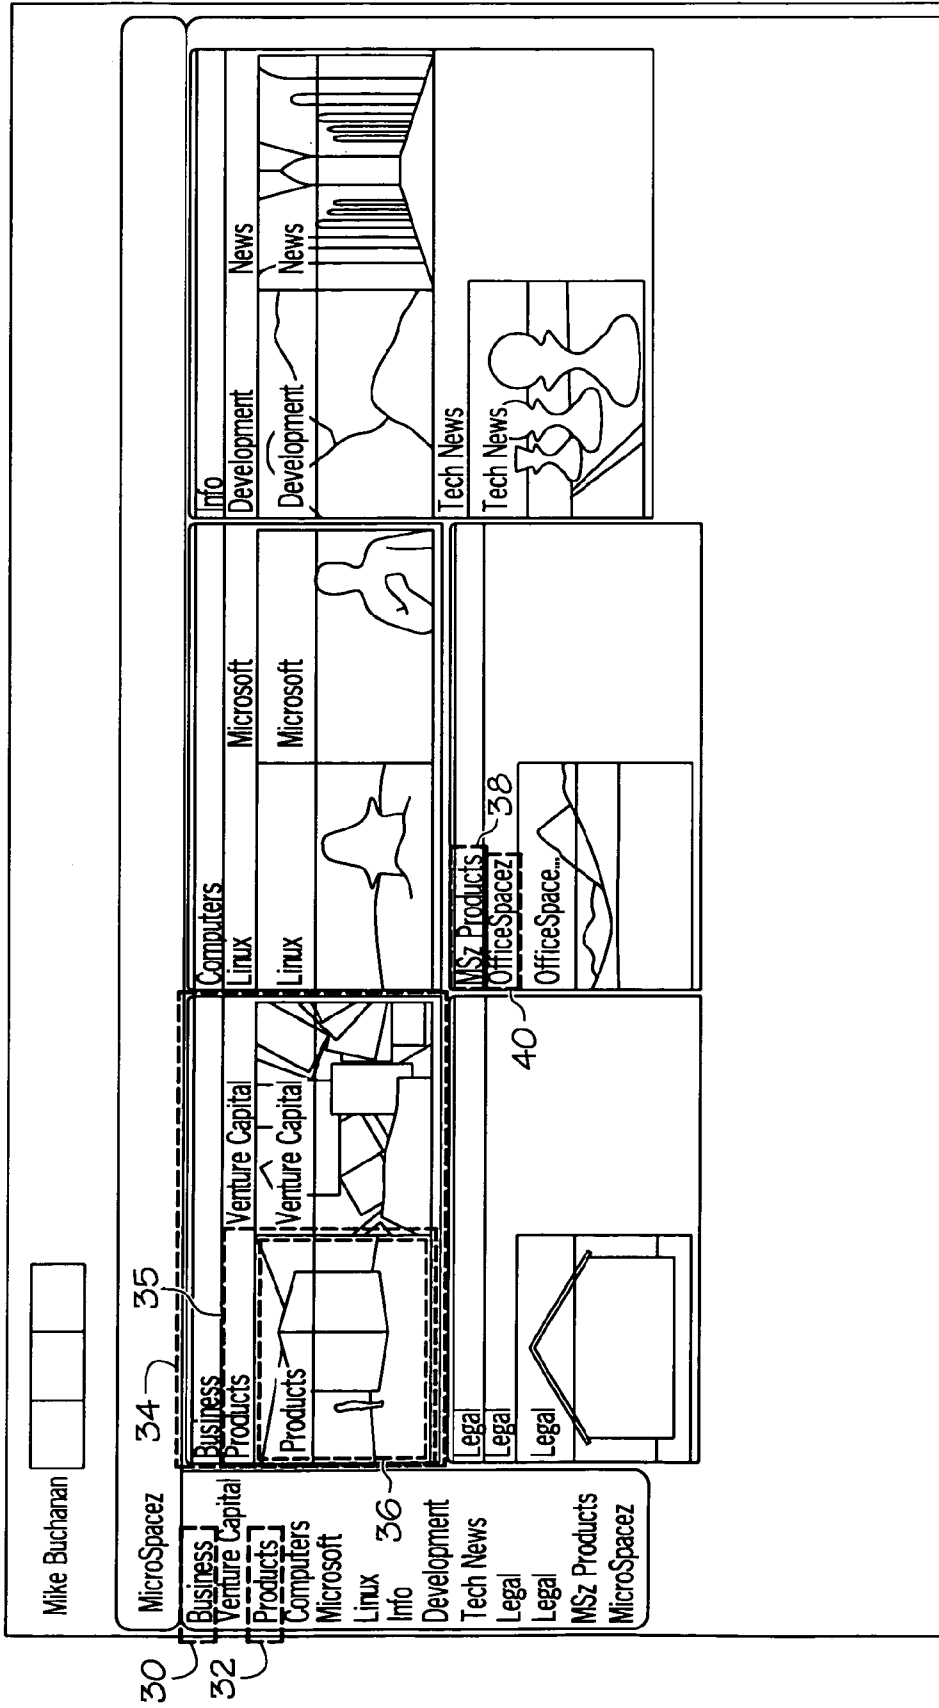 Mike Buchanan
MicroSpacez
30
Business
Venture Capital
32
Products
Computers
Microsoft
Linux
Info
Development
Tech News
Legal
Legal
MSz Products
MicroSpacez
34
35
36
Business
Products
Venture Capital
Products
Venture Capital
Computers
Linux
Microsoft
Linux
Microsoft
Info
Development
News
Development
News
Tech News
Tech News
Legal
Legal
Legal
MSz Products
38
OfficeSpacez
40
OfficeSpace...